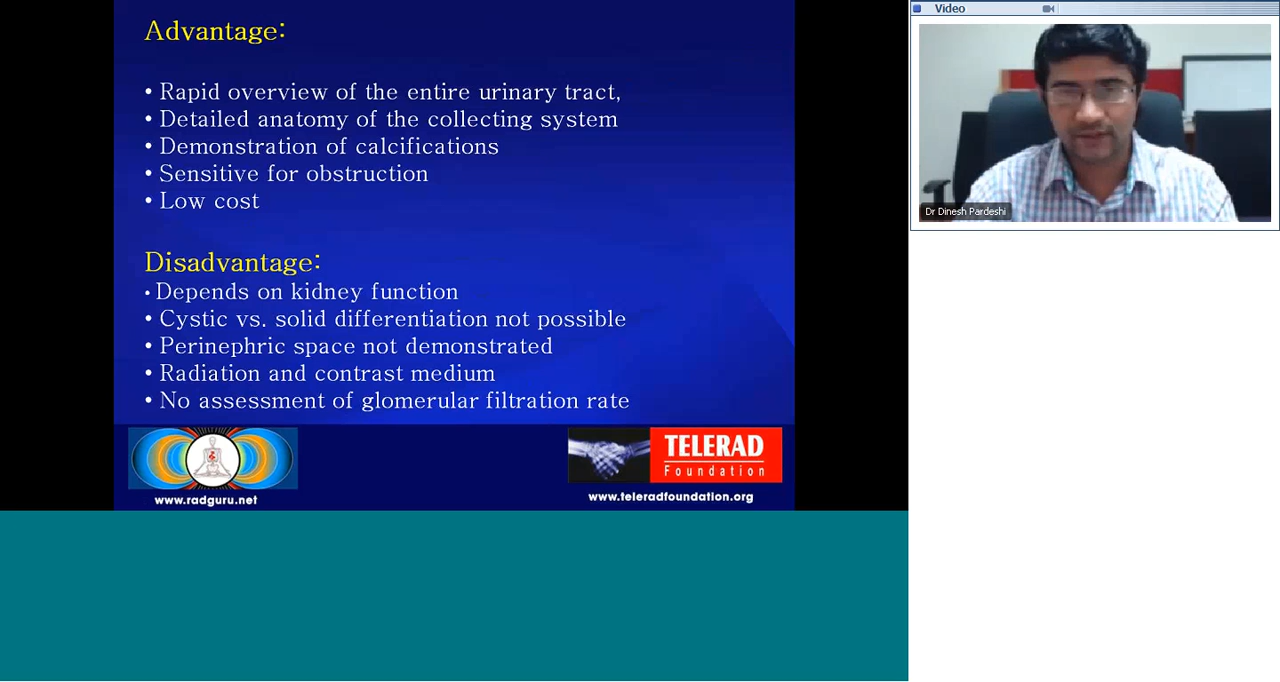 Advantage:
• Rapid overview of the entire urinary tract,
• Detailed anatomy of the collecting system
• Demonstration of calcifications
• Sensitive for obstruction
• Low cost
Disadvantage:
• Depends on kidney function
• Cystic vs. solid differentiation not possible
• Perinephric space not demonstrated
• Radiation and contrast medium
• No assessment of glomerular filtration rate
www.radguru.net
TELERAD
Foundation
www.teleradfoundation.org
Video
Dr Dinesh Pardeshi